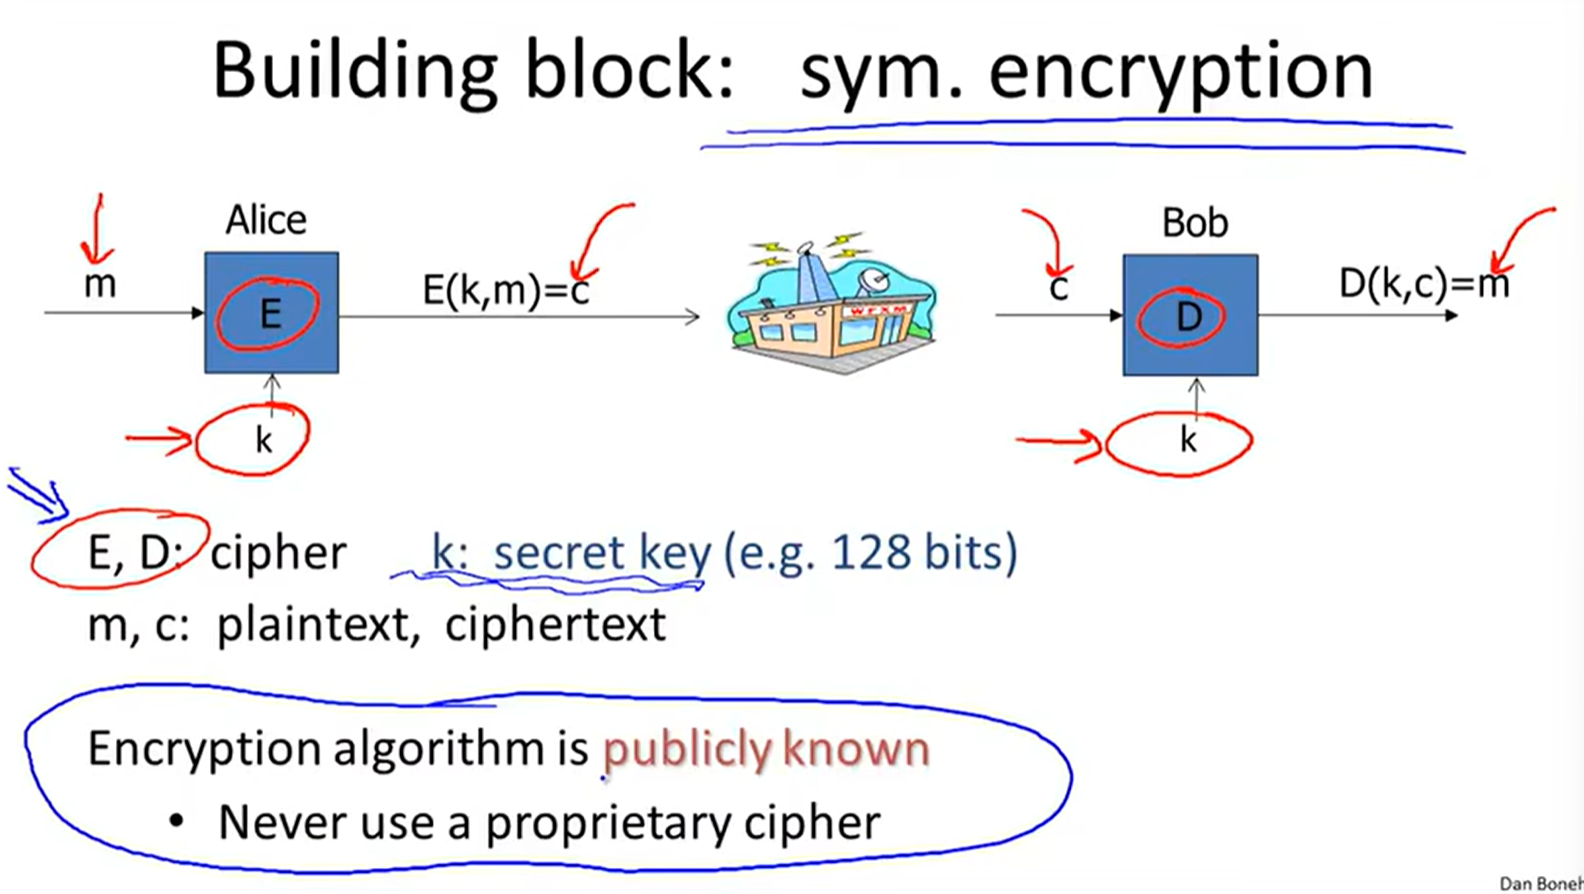 Building block: sym. encryption
Alice
Bob
m
E
E(k,m)=c
WFXM
c
D
D(k,c)=m
k
k
E, D: cipher k: secret key (e.g. 128 bits)
m, c: plaintext, ciphertext
Encryption algorithm is publicly known
• Never use a proprietary cipher
Dan Boneh